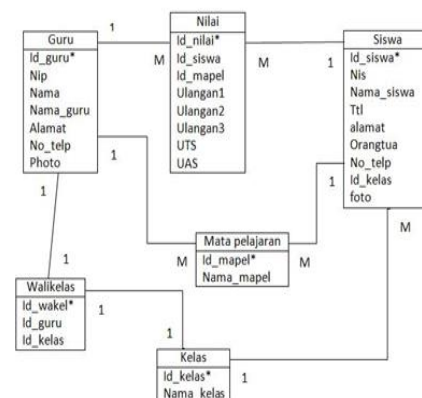 Guru
Id_guru*
Nip
Nama
Nama_guru
Alamat
No_telp
Photo
1
M
Nilai
Id_nilai*
Id_siswa
Id_mapel
Ulangan1
Ulangan2
Ulangan3
UTS
UAS
M
1
Siswa
Id_siswa*
Nis
Nama_siswa
Ttl
alamat
Orangtua
No_telp
Id_kelas
foto
1
1
1
M
1
M
Mata pelajaran
Id_mapel*
Nama_mapel
M
Walikelas
Id_wakel*
Id_guru
Id_kelas
1
1
Kelas
Id_kelas*
Nama_kelas
1